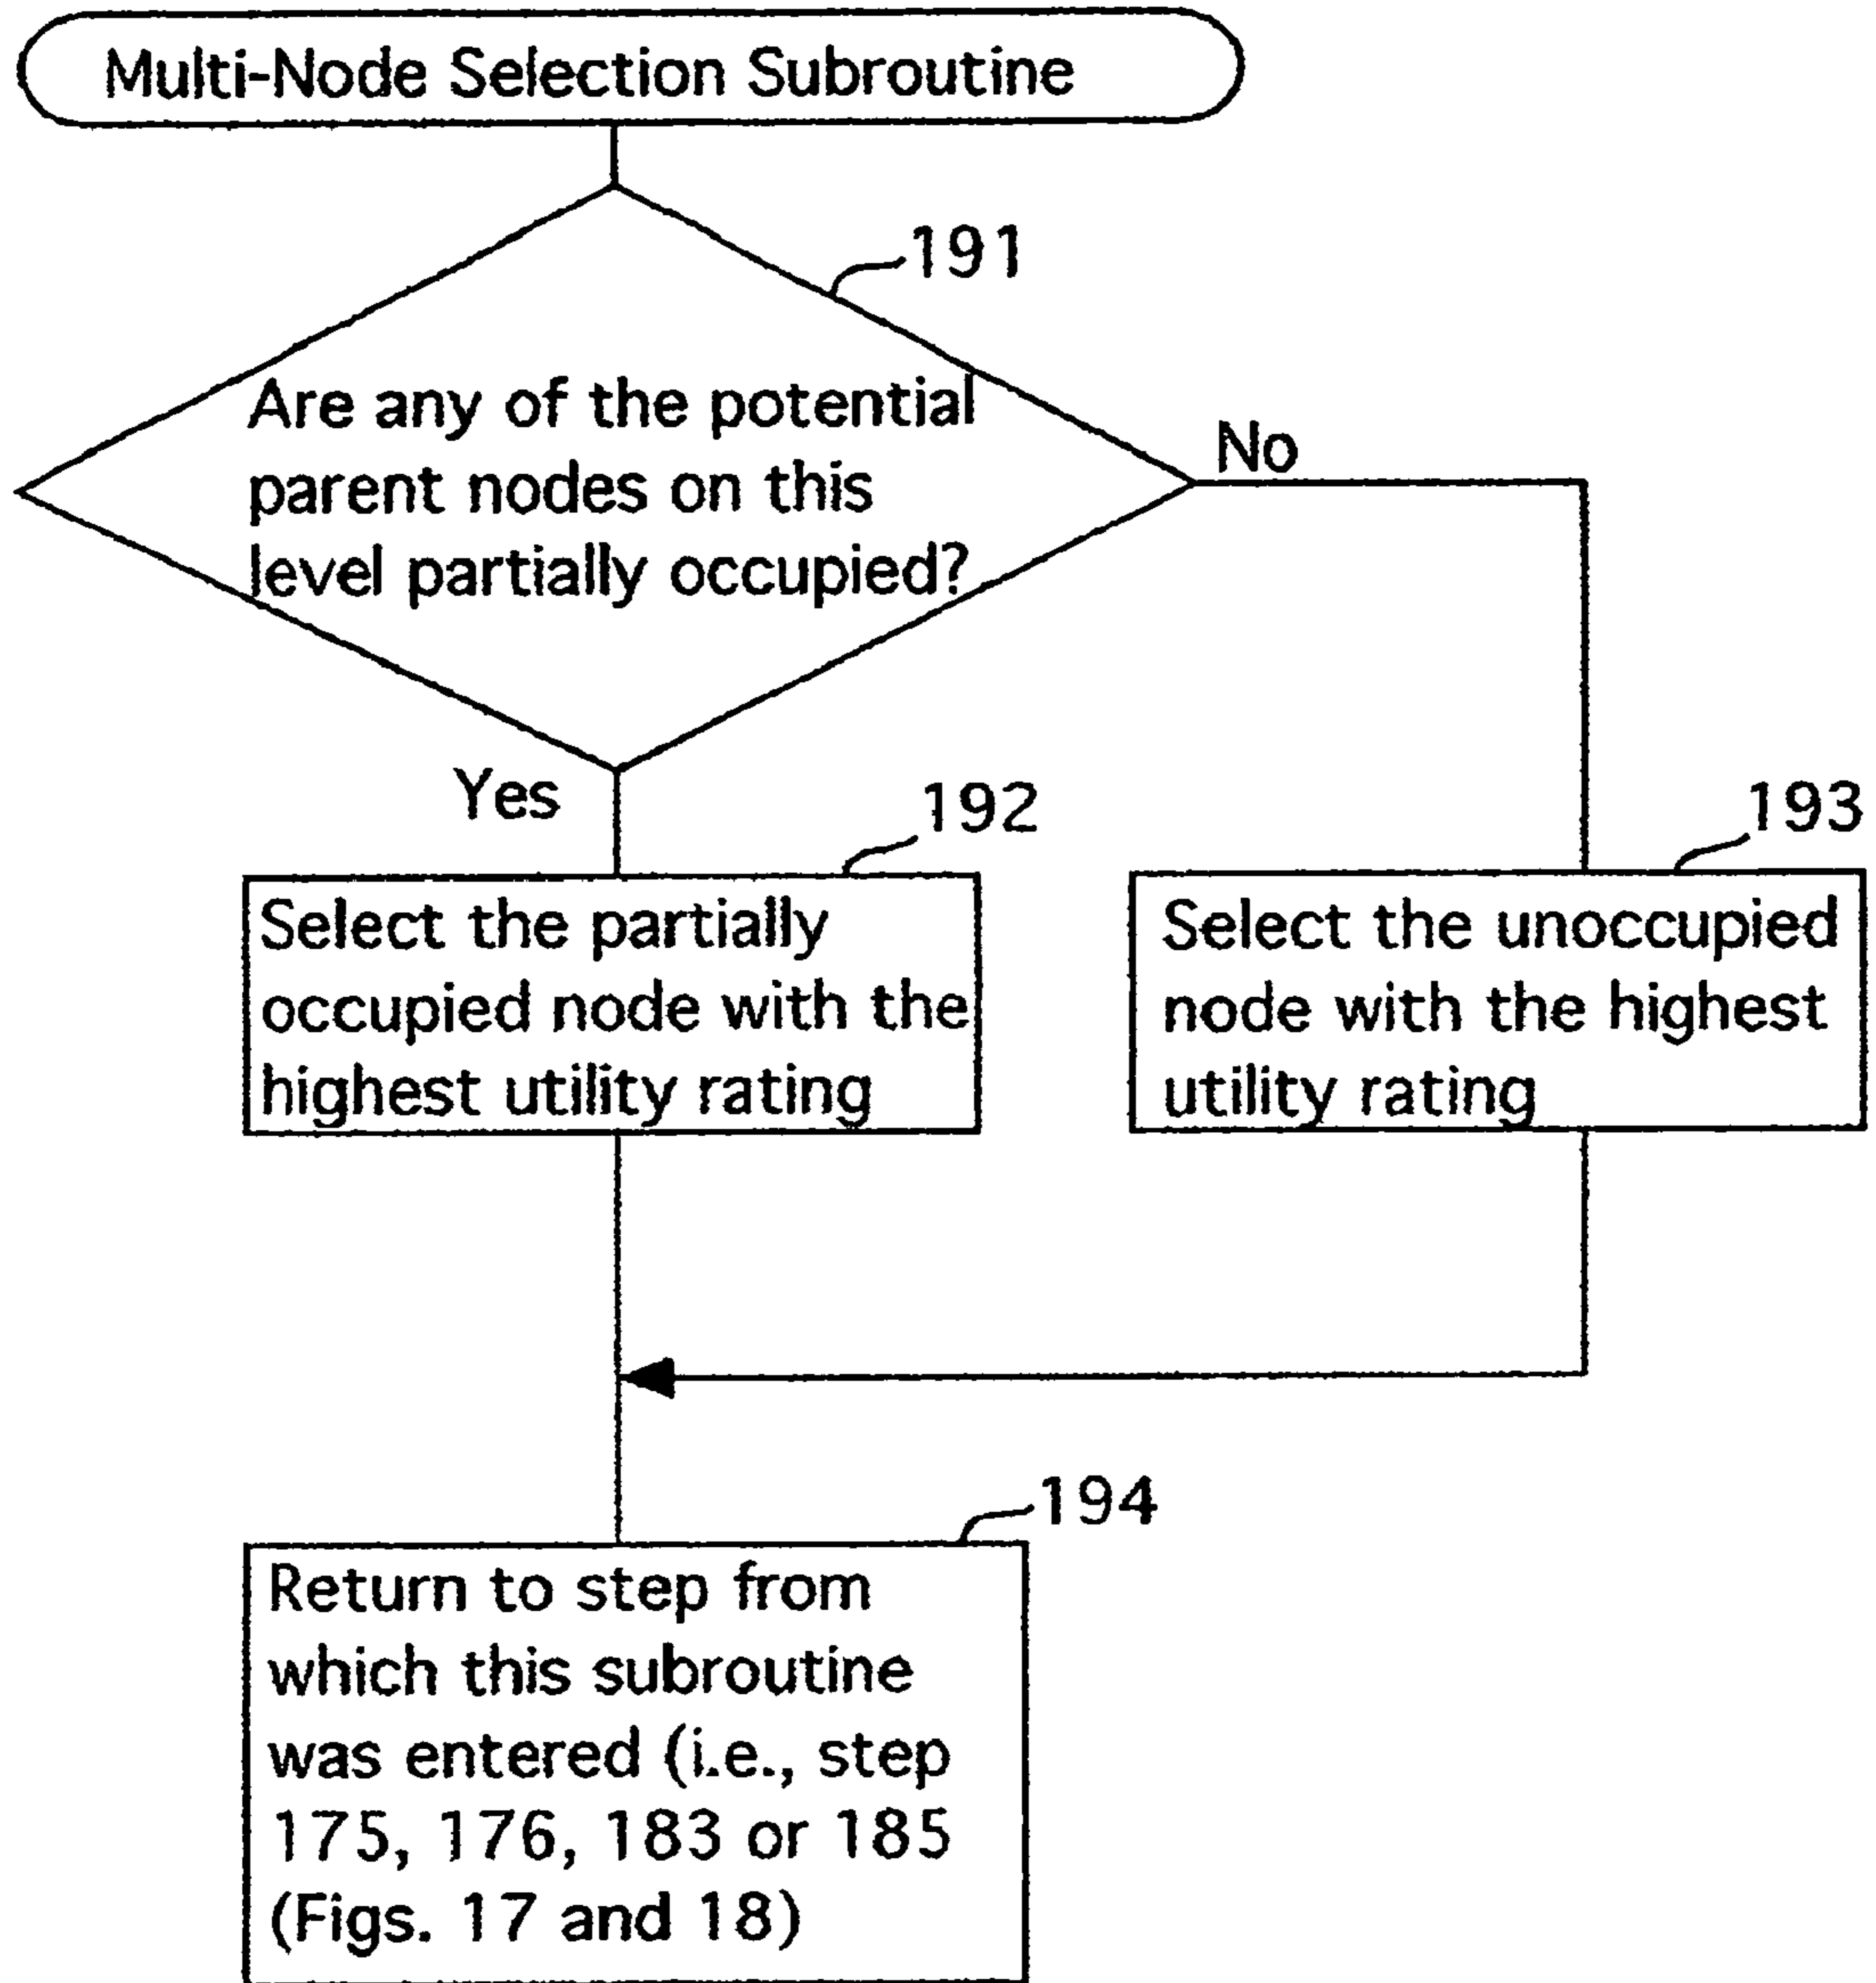 Multi-Node Selection Subroutine
191
Are any of the potential
parent nodes on this
level partially occupied?
No
Yes
192
193
Select the partially
occupied node with the
highest utility rating
Select the unoccupied
node with the highest
utility rating
194
Return to step from
which this subroutine
was entered (i.e., step
175, 176, 183 or 185
(Figs. 17 and 18)